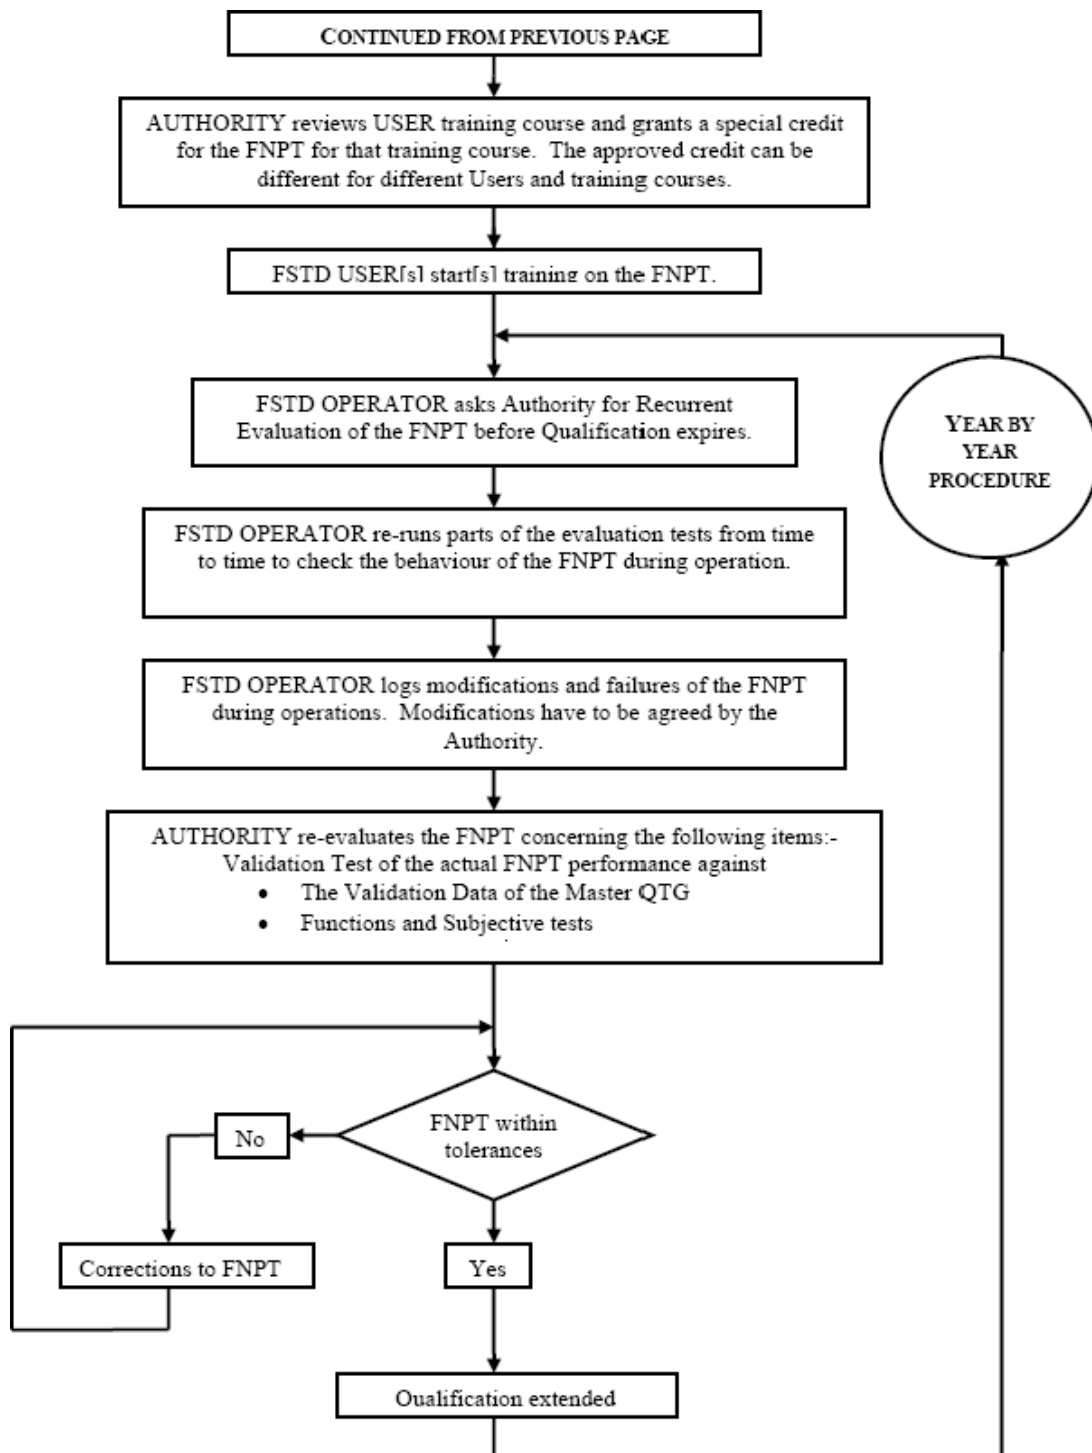 CONTINUED FROM PREVIOUS PAGE
AUTHORITY reviews USER training course and grants a special credit
for the FNPT for that training course. The approved credit can be
different for different Users and training courses.
FSTD USER[s] start[s] training on the FNPT.
FSTD OPERATOR asks Authority for Recurrent
Evaluation of the FNPT before Qualification expires.
YEAR BY
YEAR
PROCEDURE
FSTD OPERATOR re-runs parts of the evaluation tests from time
to time to check the behaviour of the FNPT during operation.
FSTD OPERATOR logs modifications and failures of the FNPT
during operations. Modifications have to be agreed by the
Authority.
AUTHORITY re-evaluates the FNPT concerning the following items:-
Validation Test of the actual FNPT performance against
• The Validation Data of the Master QTG
• Functions and Subjective tests
.
FNPT within
tolerances
No
Corrections to FNPT
Yes
Qualification extended